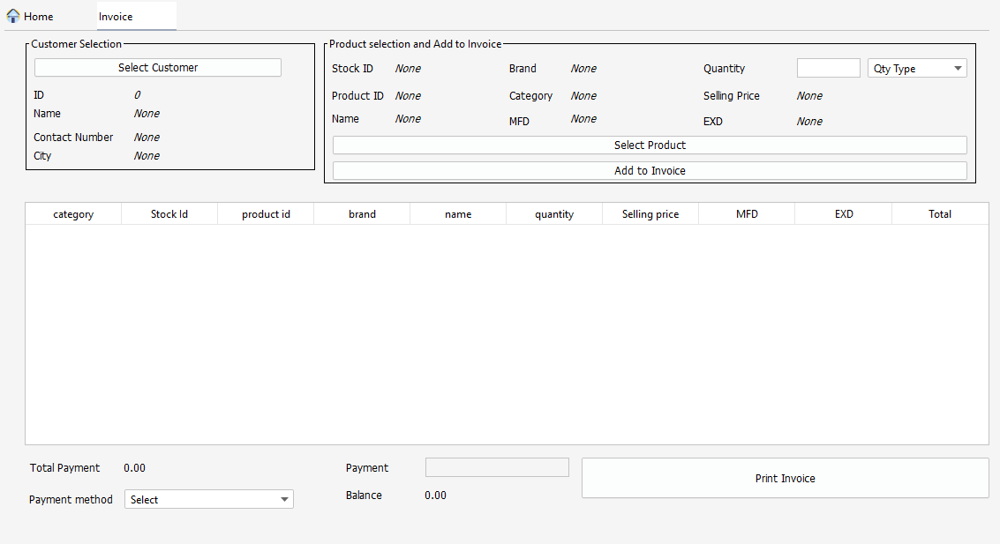 Home Invoice
Customer Selection
Select Customer
ID 0
Name None
Contact Number None
City None
Product selection and Add to Invoice
Stock ID None Brand None Quantity Qty Type
Product ID None Category None Selling Price None
Name None MFD None EXD None
Select Product
Add to Invoice
category Stock Id product id brand name quantity Selling price MFD EXD Total
Total Payment 0.00 Payment
Print Invoice
Payment method Select Balance 0.00